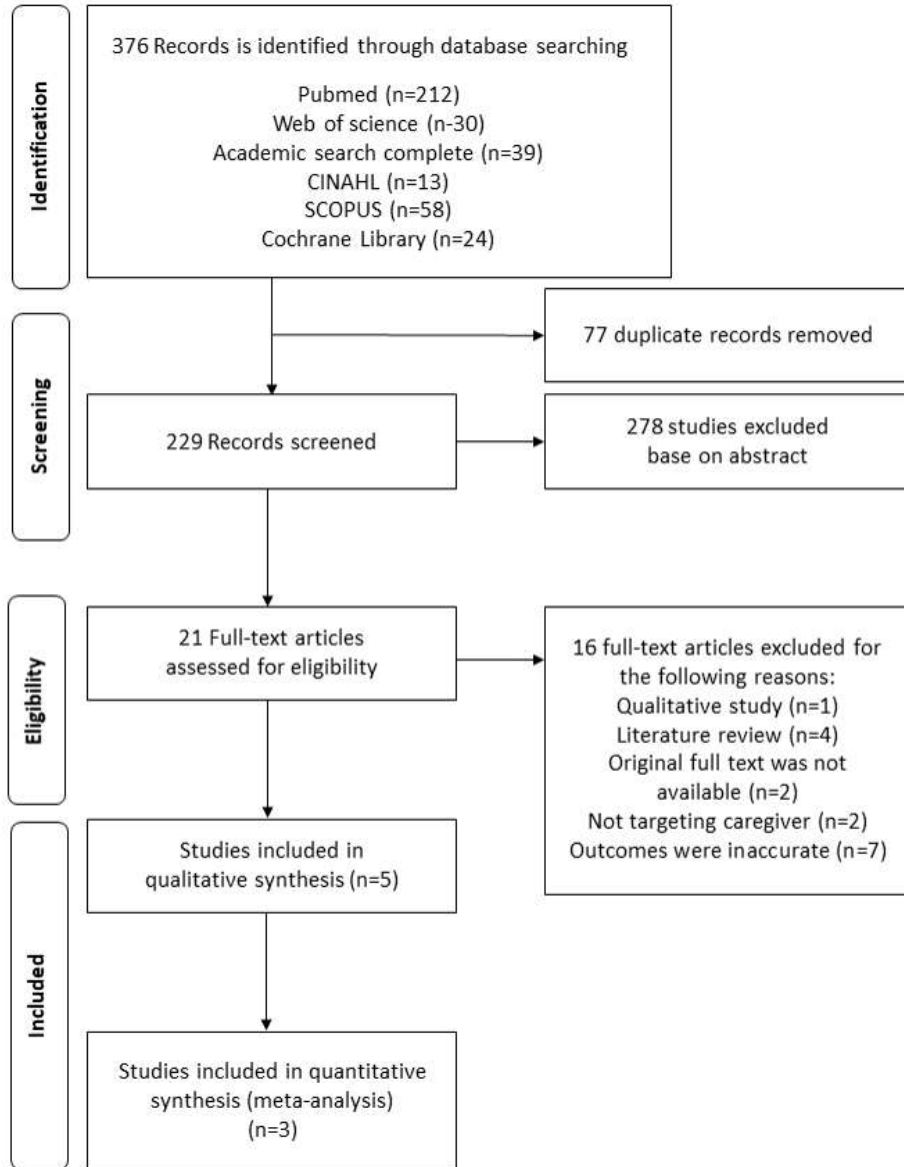 Identification
376 Records is identified through database searching
Pubmed (n=212)
Web of science (n-30)
Academic search complete (n=39)
CINAHL (n=13)
SCOPUS (n=58)
Cochrane Library (n=24)
77 duplicate records removed
Screening
229 Records screened
278 studies excluded
base on abstract
Eligibility
21 Full-text articles
assessed for eligibility
16 full-text articles excluded for
the following reasons:
Qualitative study (n=1)
Literature review (n=4)
Original full text was not
available (n=2)
Not targeting caregiver (n=2)
Outcomes were inaccurate (n=7)
Included
Studies included in
qualitative synthesis (n=5)
Studies included in quantitative
synthesis (meta-analysis)
(n=3)